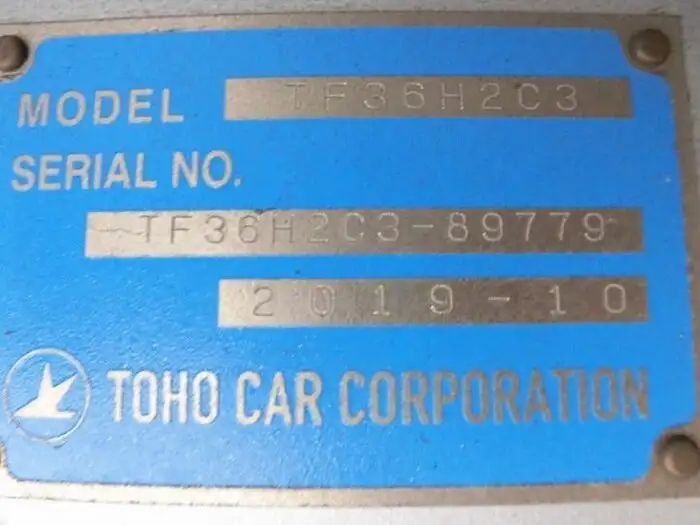 MODEL TF36H2C3
SERIAL NO.
TF36H2C3-89779
2019-10
TOHO CAR CORPORATION